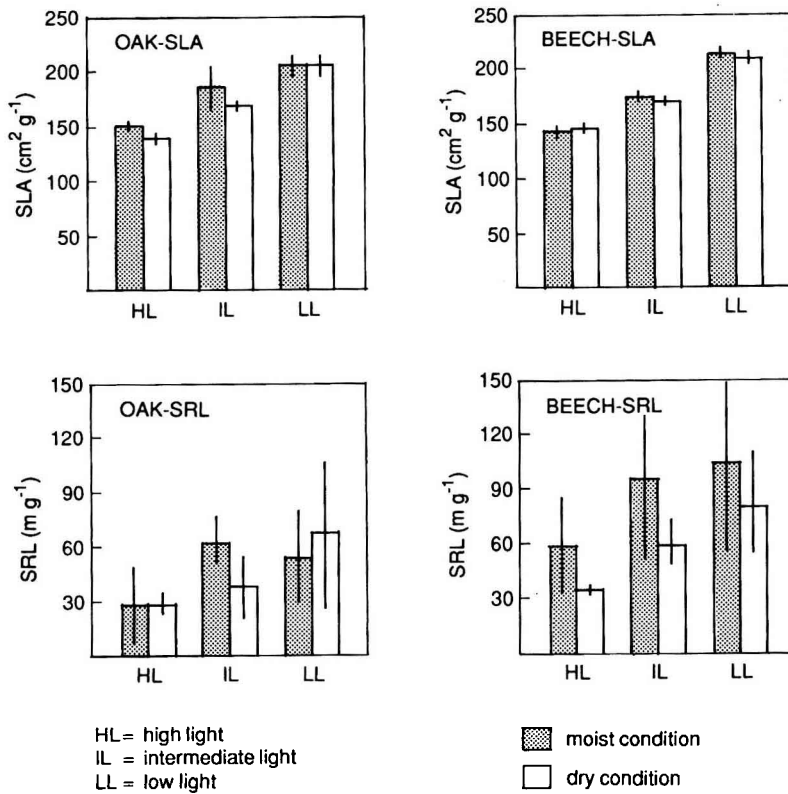 OAK-SLA
SLA (cm² g⁻¹)
250
200
150
100
50
HL IL LL
BEECH-SLA
SLA (cm² g⁻¹)
250
200
150
100
50
HL IL LL
OAK-SRL
SRL (m g⁻¹)
150
120
90
60
30
HL IL LL
BEECH-SRL
SRL (m g⁻¹)
150
120
90
60
30
HL IL LL
HL = high light
IL = intermediate light
LL = low light
moist condition
dry condition